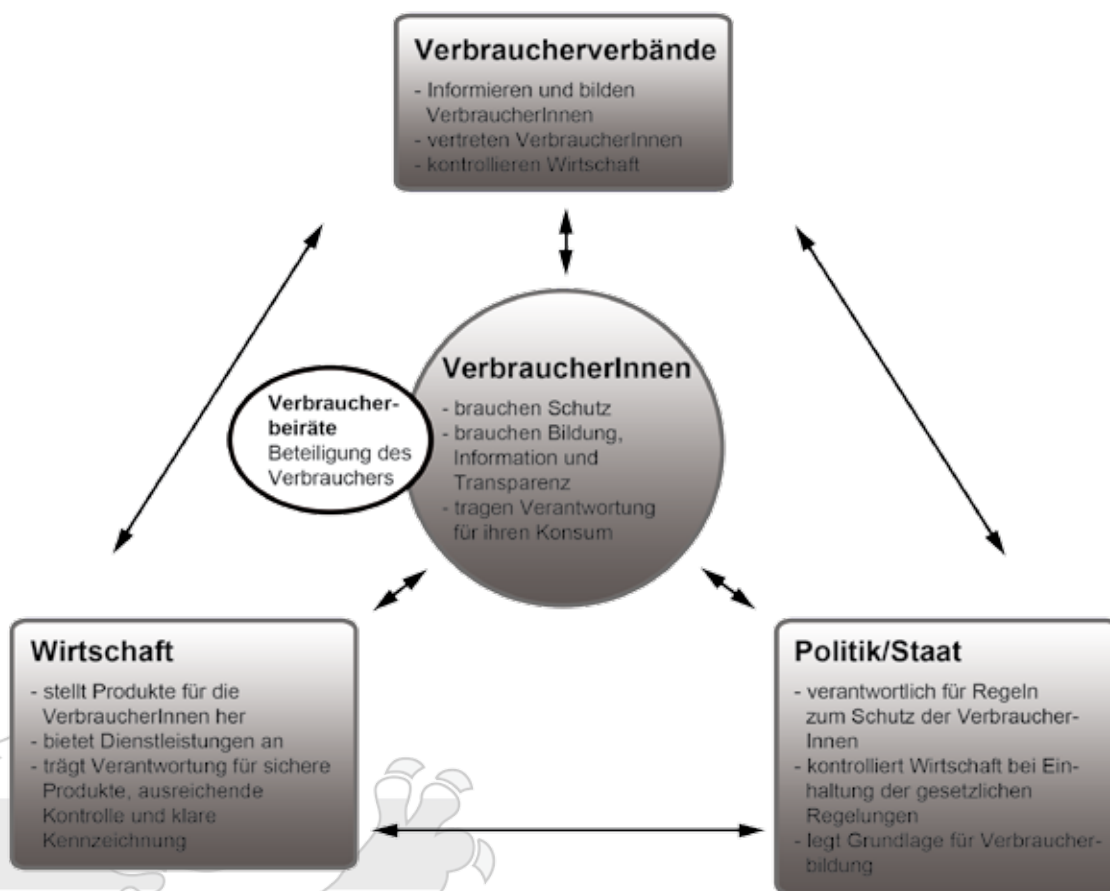 Verbraucherverbände
- Informieren und bilden
VerbraucherInnen
- vertreten VerbraucherInnen
- kontrollieren Wirtschaft
Verbraucher-
beiräte
Beteiligung des
Verbrauchers
VerbraucherInnen
- brauchen Schutz
- brauchen Bildung,
Information und
Transparenz
- tragen Verantwortung
für ihren Konsum
Wirtschaft
- stellt Produkte für die
VerbraucherInnen her
- bietet Dienstleistungen an
- trägt Verantwortung für sichere
Produkte, ausreichende
Kontrolle und klare
Kennzeichnung
Politik/Staat
- verantwortlich für Regeln
zum Schutz der Verbraucher-
Innen
- kontrolliert Wirtschaft bei Ein-
haltung der gesetzlichen
Regelungen
- legt Grundlage für Verbraucher-
bildung